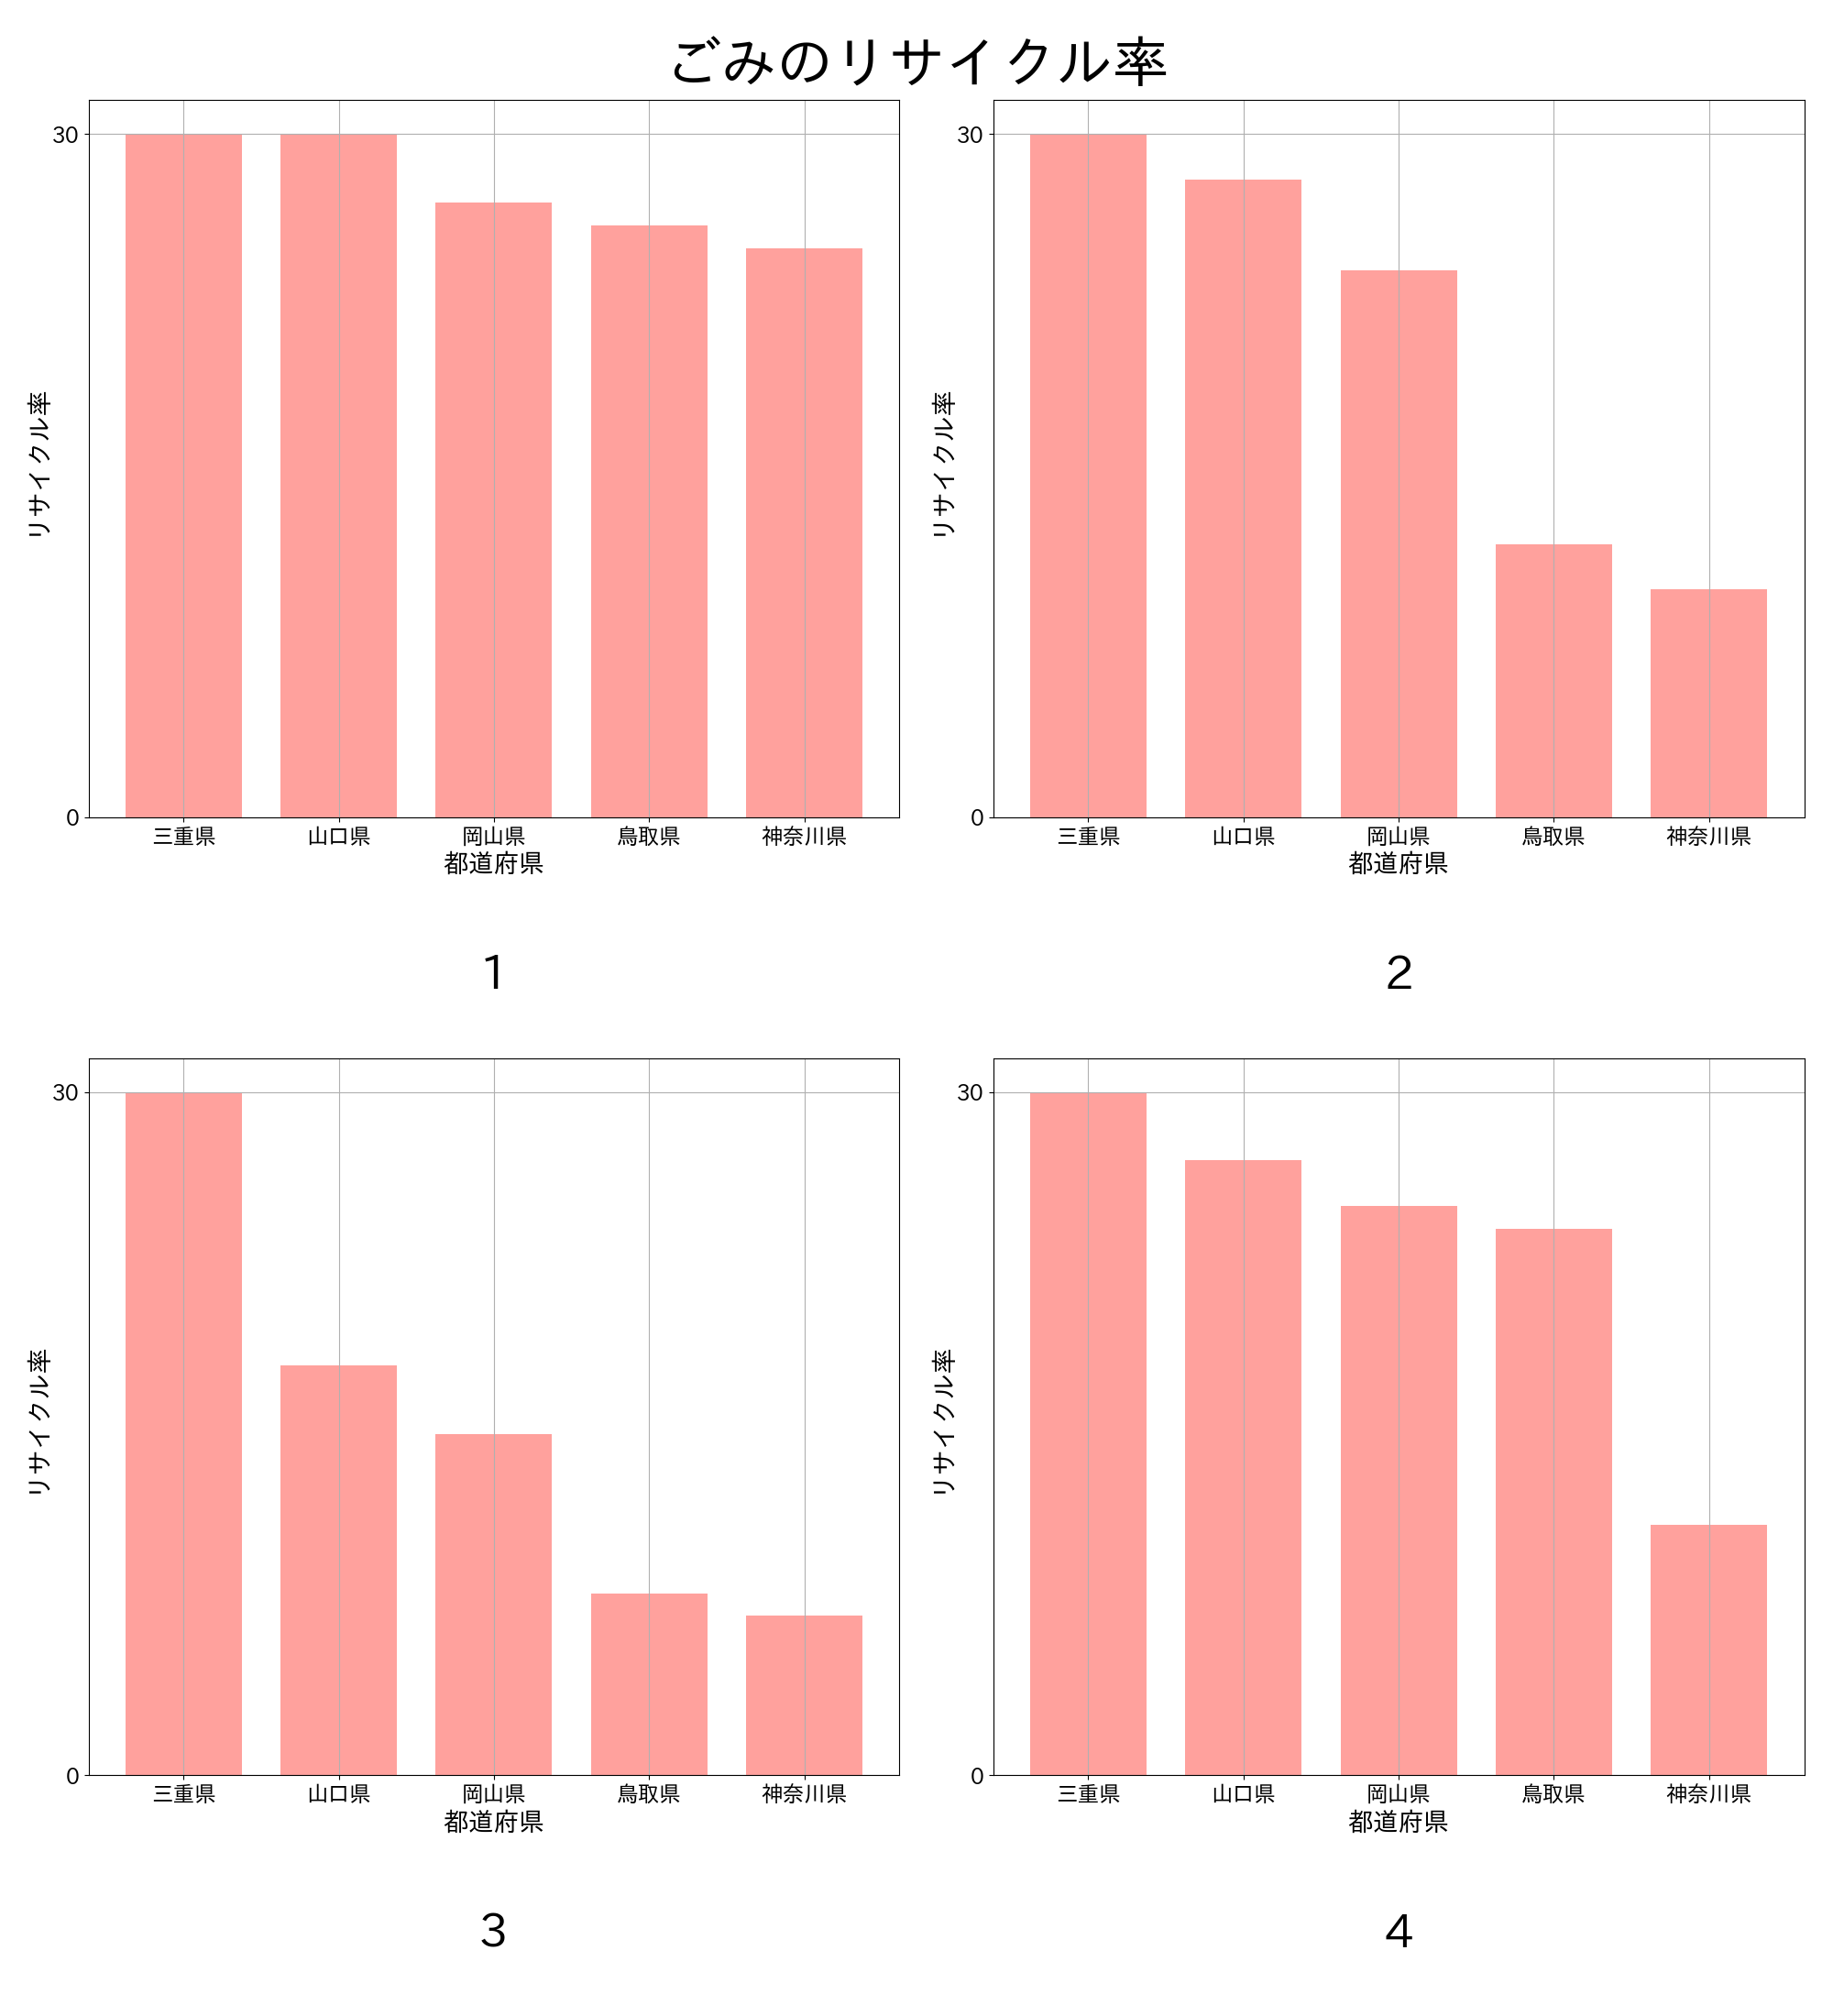 ごみのリサイクル率
30
0
リサイクル率
三重県 山口県 岡山県 鳥取県 神奈川県
都道府県
1
30
0
リサイクル率
三重県 山口県 岡山県 鳥取県 神奈川県
都道府県
2
30
0
リサイクル率
三重県 山口県 岡山県 鳥取県 神奈川県
都道府県
3
30
0
リサイクル率
三重県 山口県 岡山県 鳥取県 神奈川県
都道府県
4